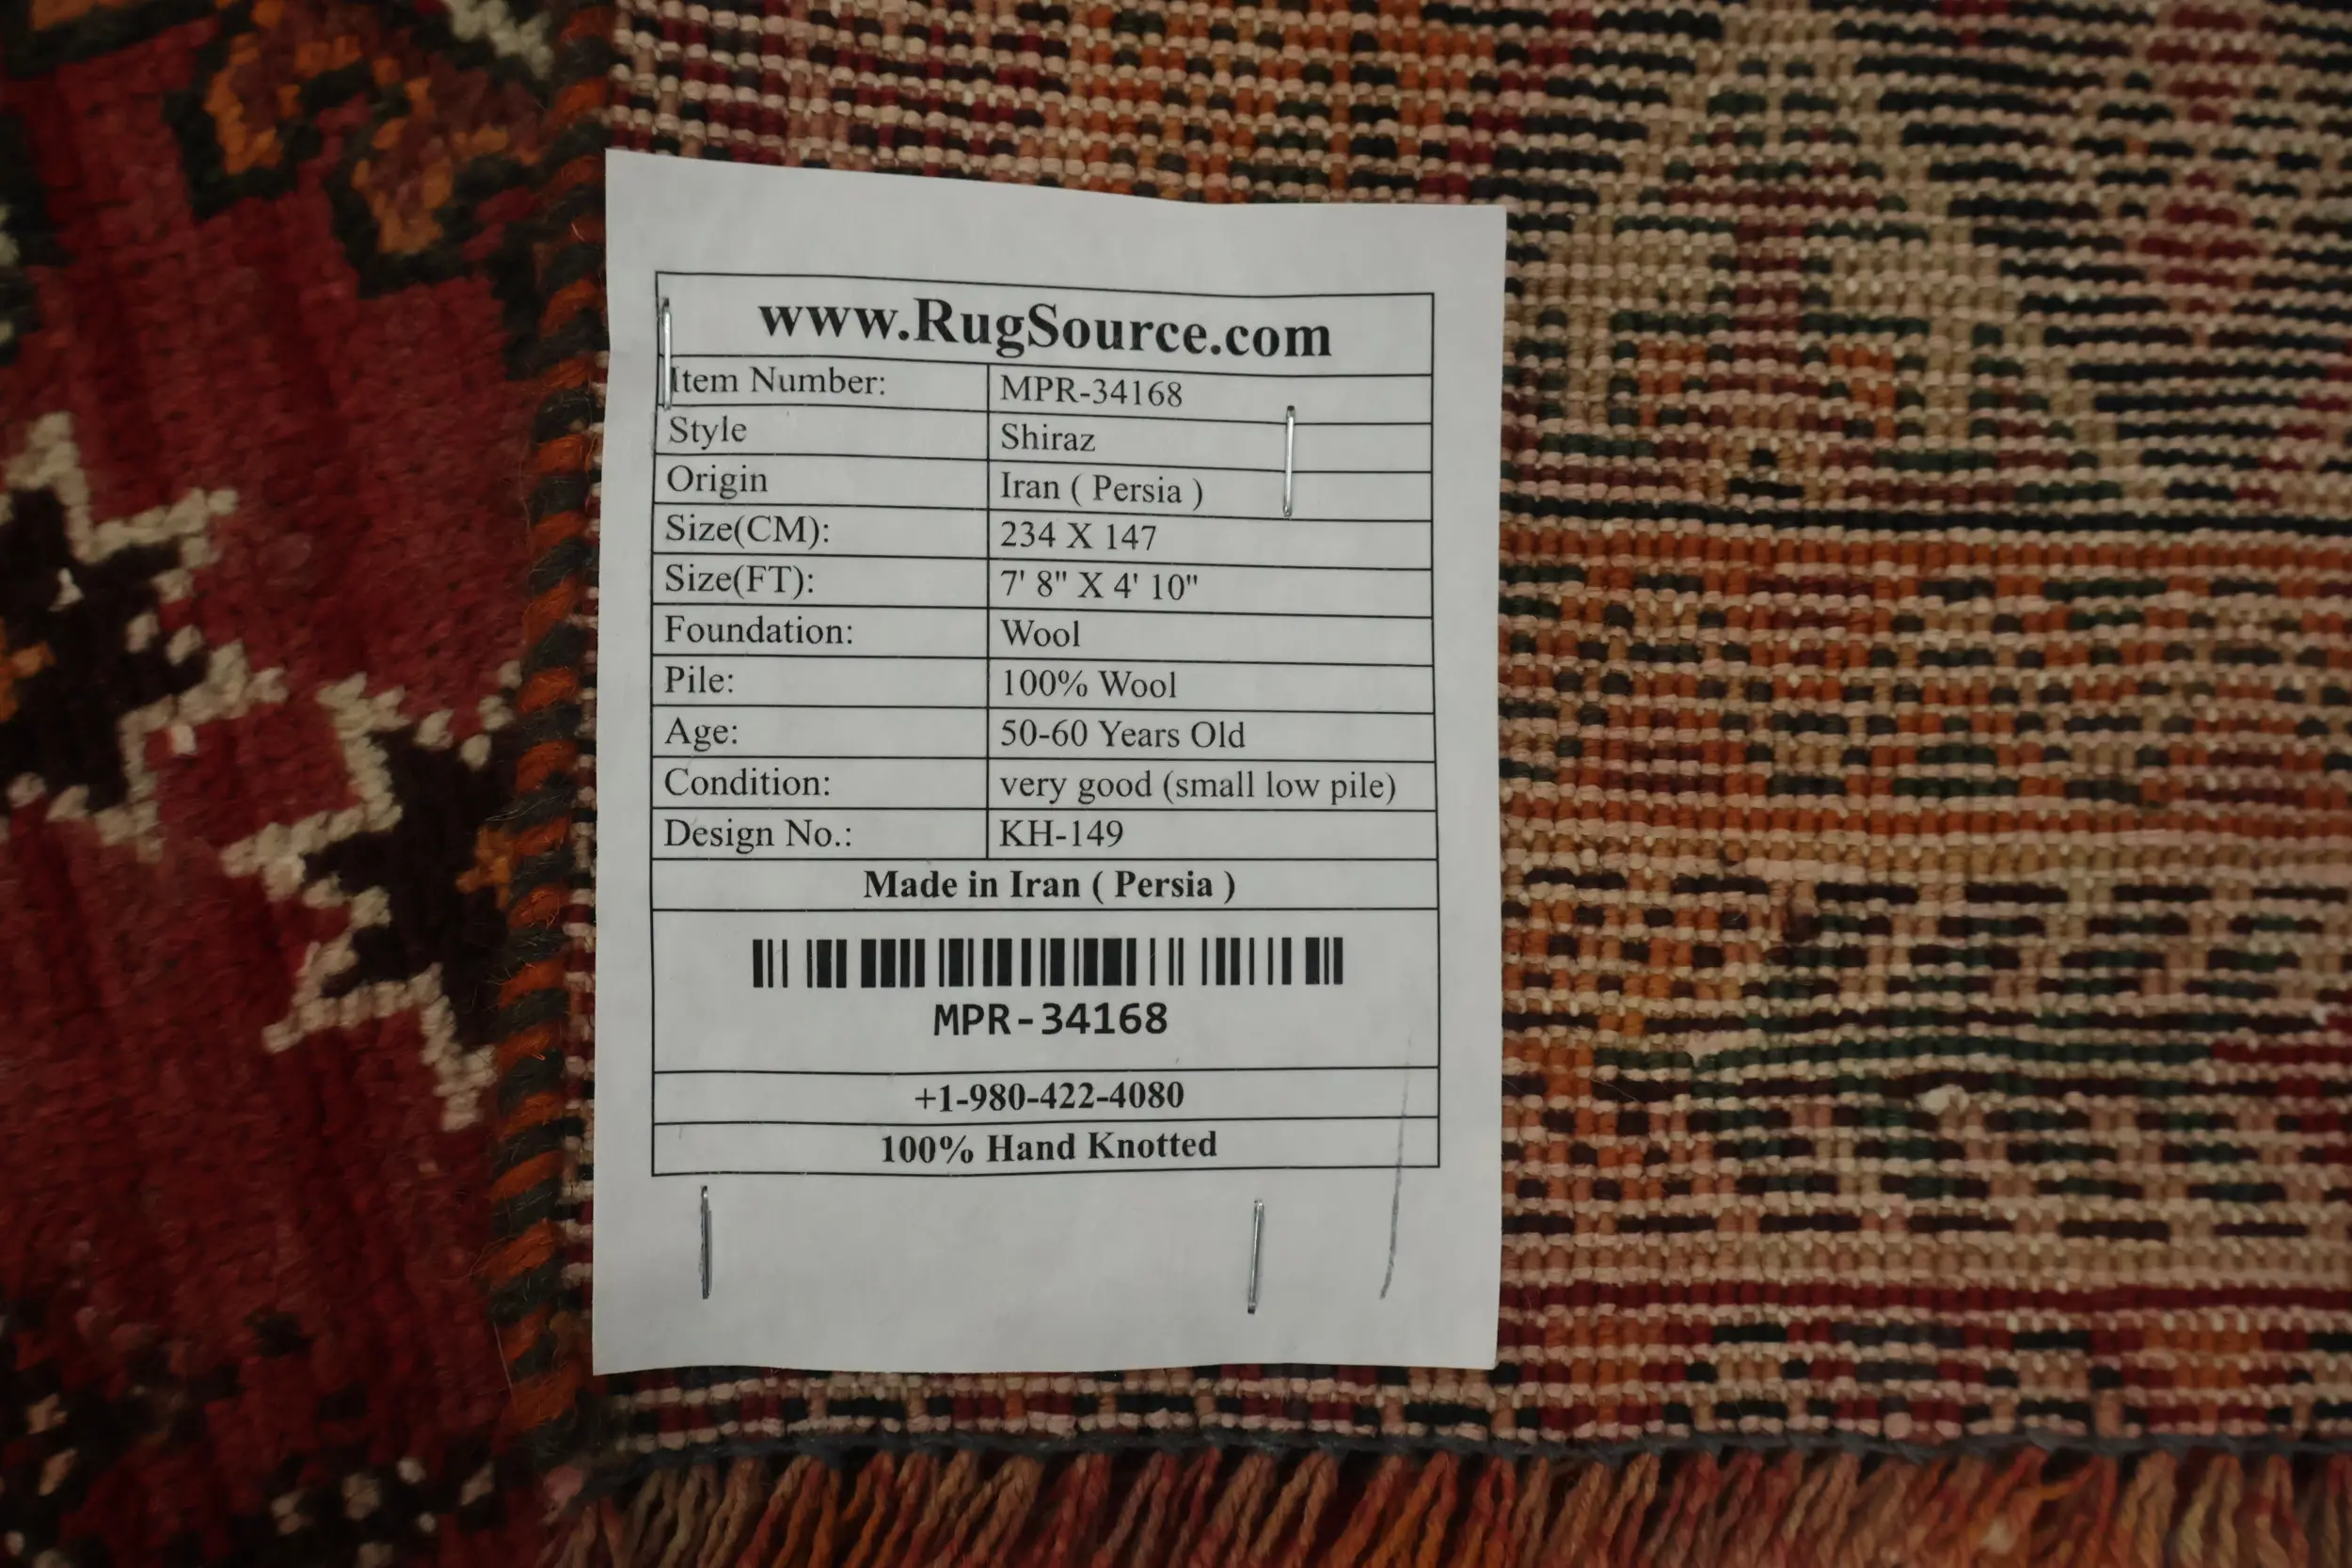 www.RugSource.com
Item Number: MPR-34168
Style Shiraz
Origin Iran ( Persia )
Size(CM): 234 X 147
Size(FT): 7' 8" X 4' 10"
Foundation: Wool
Pile: 100% Wool
Age: 50-60 Years Old
Condition: very good (small low pile)
Design No.: KH-149
Made in Iran ( Persia )
MPR-34168
+1-980-422-4080
100% Hand Knotted